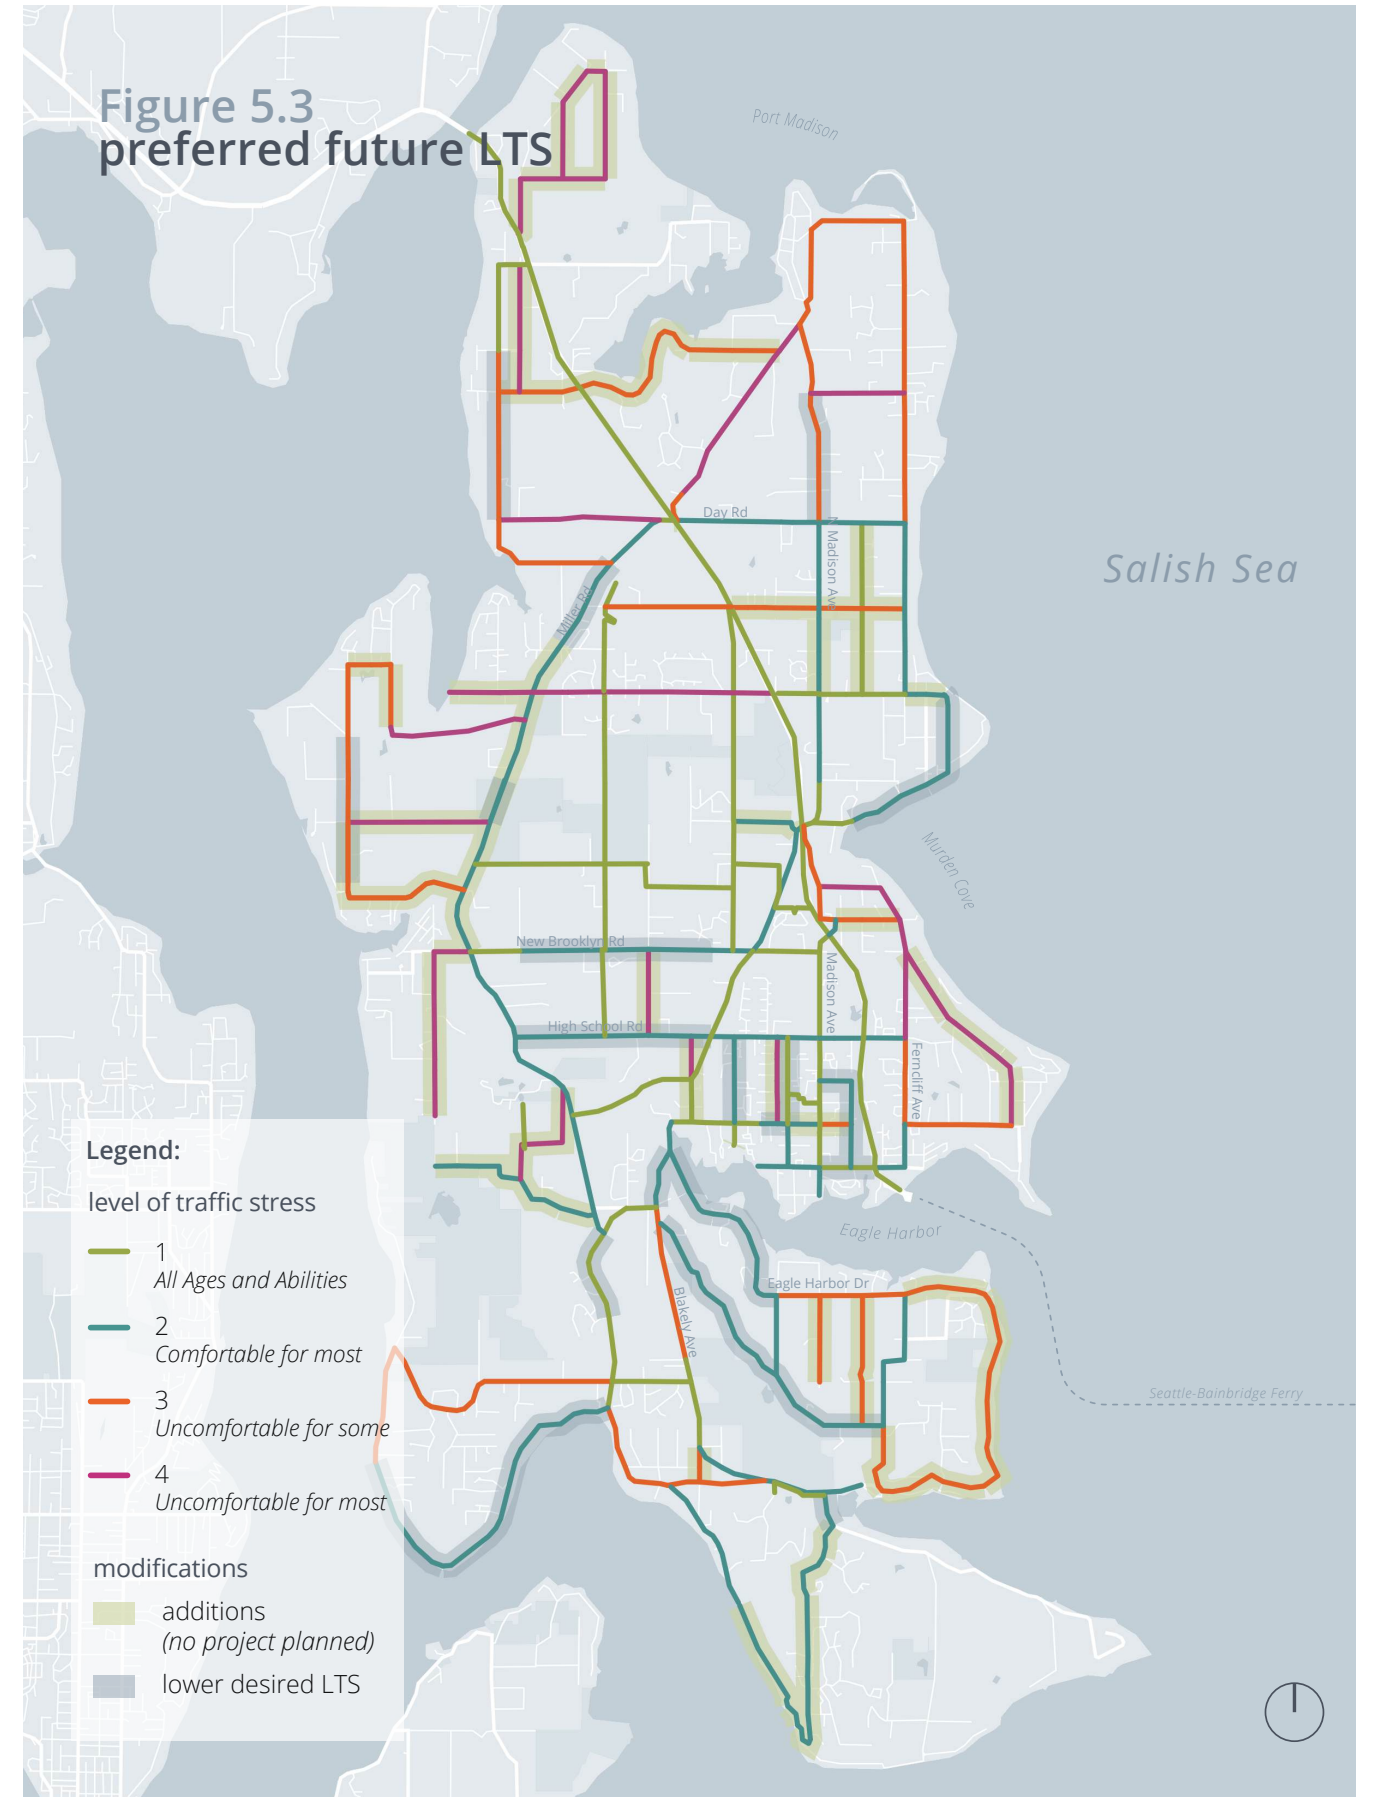 Figure 5.3
preferred future LTS
Port Madison
Day Rd
N Madison Ave
Salish Sea
Miller Rd
Murden Cove
New Brooklyn Rd
Madison Ave
High School Rd
Ferncliff Ave
Eagle Harbor
Eagle Harbor Dr
Blakely Ave
Seattle-Bainbridge Ferry
Legend:
level of traffic stress
1
All Ages and Abilities
2
Comfortable for most
3
Uncomfortable for some
4
Uncomfortable for most
modifications
additions
(no project planned)
lower desired LTS